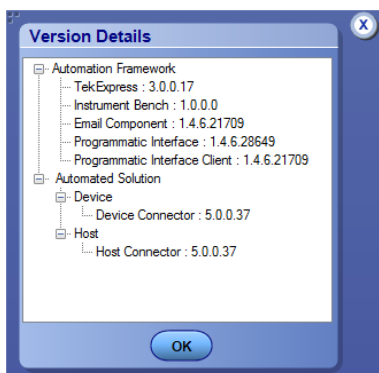 Version Details
X
Automation Framework
TekExpress : 3.0.0.17
Instrument Bench : 1.0.0.0
Email Component : 1.4.6.21709
Programmatic Interface : 1.4.6.28649
Programmatic Interface Client : 1.4.6.21709
Automated Solution
Device
Device Connector : 5.0.0.37
Host
Host Connector : 5.0.0.37
OK